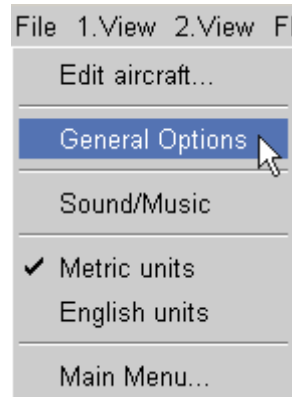 File 1.View 2.View
Edit aircraft...
General Options
Sound/Music
Metric units
English units
Main Menu...